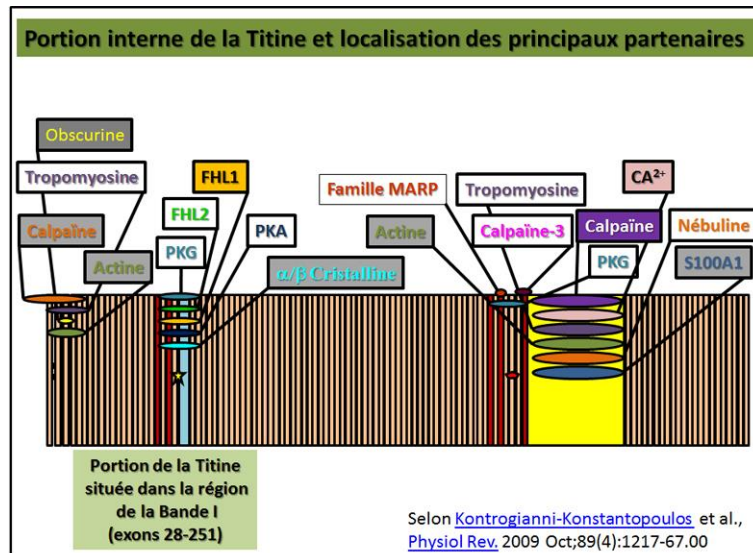 Portion interne de la Titine et localisation des principaux partenaires
Obscurine
Tropomyosine
FHL1
Calpaïne
FHL2
PKA
Actine
PKG
α/β Cristalline
Famille MARP
Tropomyosine
CA²⁺
Actine
Calpaïne-3
Calpaïne
Nébuline
PKG
S100A1
Portion de la Titine
située dans la région
de la Bande I
(exons 28-251)
Selon Kontrogianni-Konstantopoulos et al.,
Physiol Rev. 2009 Oct;89(4):1217-67.00